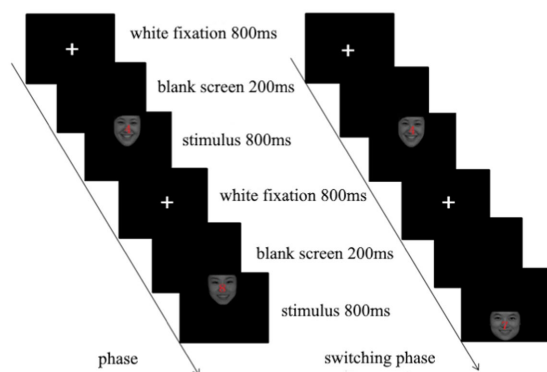 white fixation 800ms
blank screen 200ms
stimulus 800ms
white fixation 800ms
blank screen 200ms
stimulus 800ms
phase
switching phase